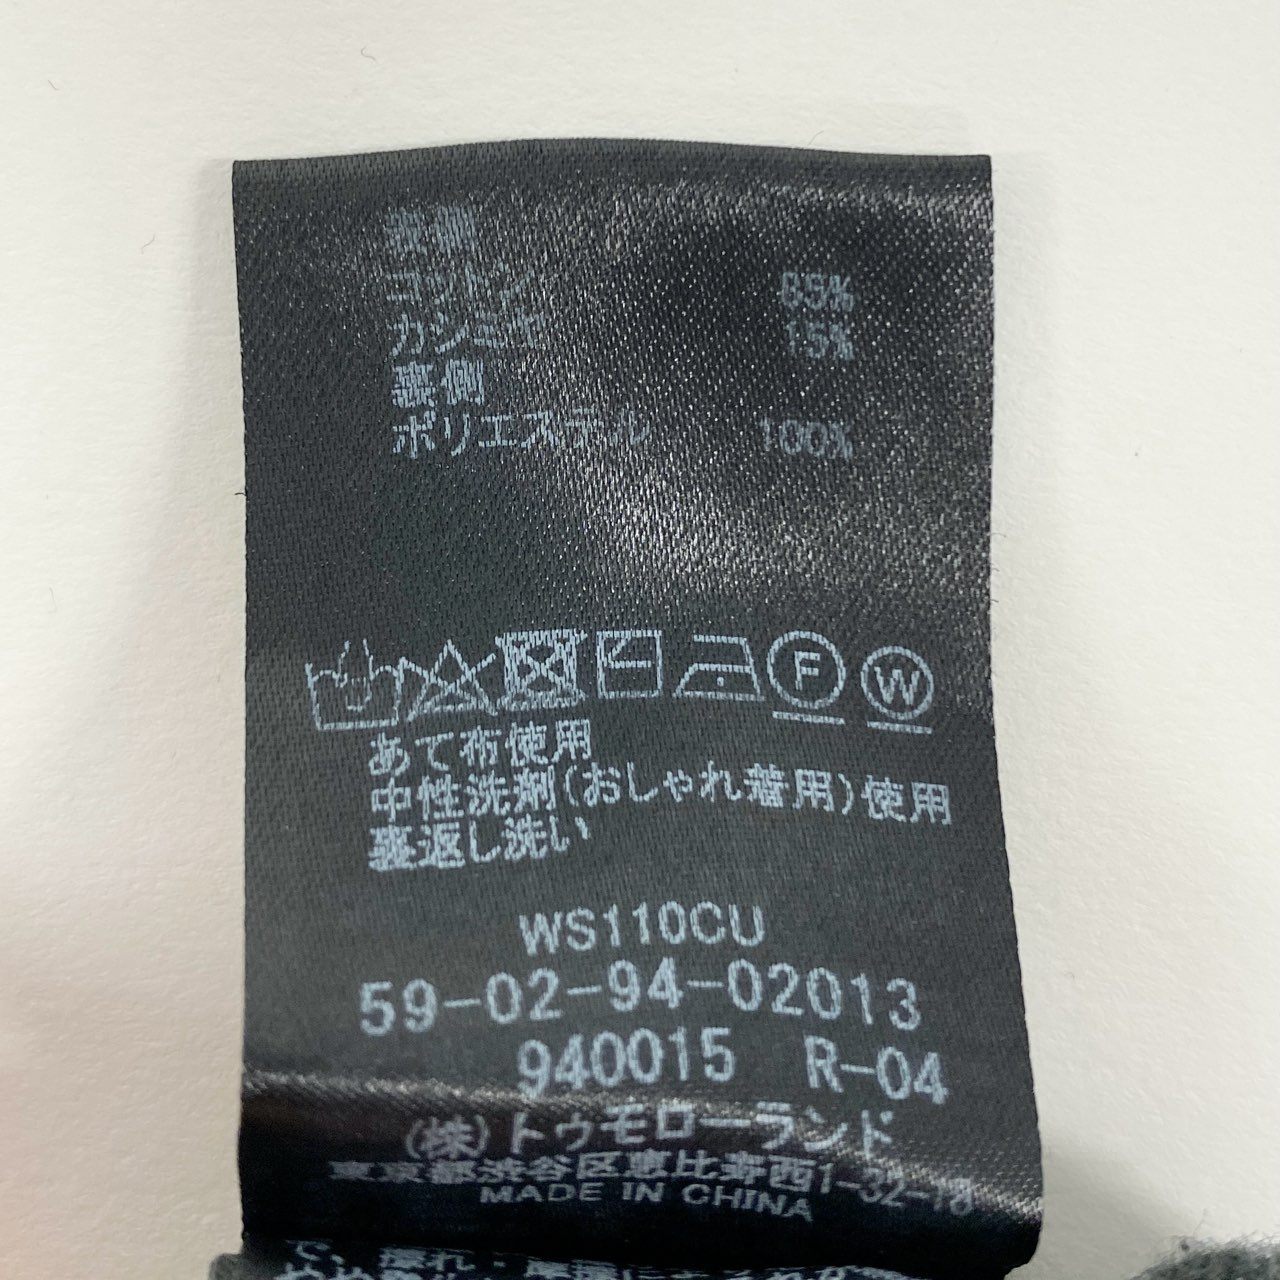 表側
コットン 85%
カシミヤ 15%
裏側
ポリエステル 100%
F W
あて布使用
中性洗剤(おしゃれ着用)使用
裏返し洗い
WS110CU
59-02-94-02013
940015 R-04
(株)トゥモローランド
東京都渋谷区恵比寿西1-32-18
MADE IN CHINA